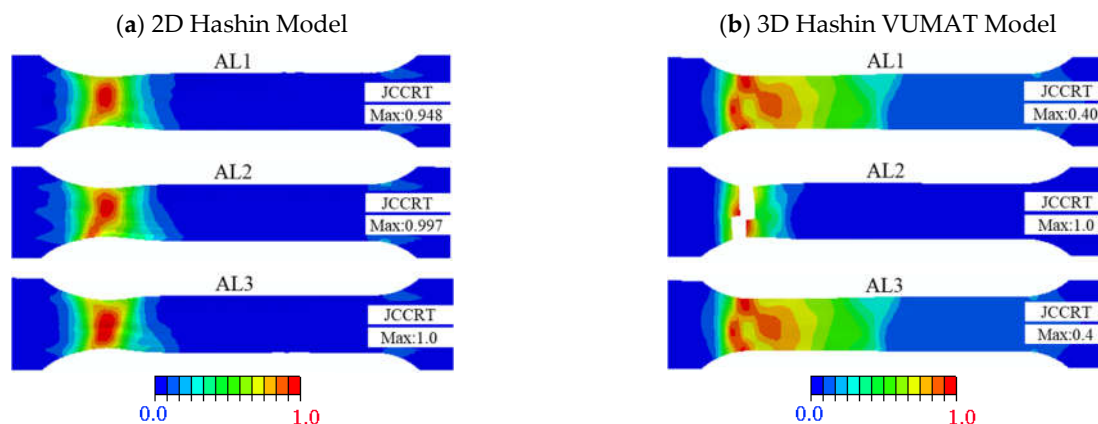 (a) 2D Hashin Model
AL1
JCCRT
Max:0.948
AL2
JCCRT
Max:0.997
AL3
JCCRT
Max:1.0
0.0
1.0
(b) 3D Hashin VUMAT Model
AL1
JCCRT
Max:0.40
AL2
JCCRT
Max:1.0
AL3
JCCRT
Max:0.4
0.0
1.0